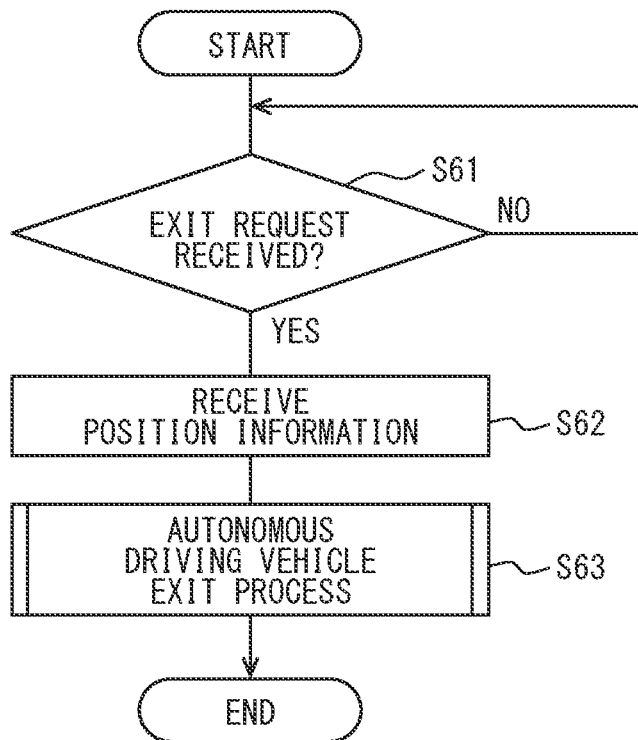 START
S61
EXIT REQUEST
RECEIVED?
NO
YES
RECEIVE
POSITION INFORMATION
S62
AUTONOMOUS
DRIVING VEHICLE
EXIT PROCESS
S63
END